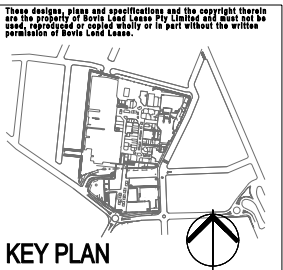 These designs, plans and specifications and the copyright therein
are the property of Bovis Lend Lease Pty Limited and must not be
used, reproduced or copied wholly or in part without the written
permission of Bovis Lend Lease.
KEY PLAN